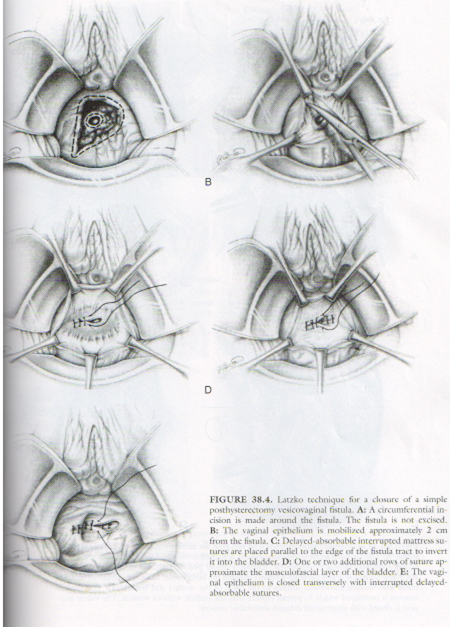 B
D
FIGURE 38.4. Latzko technique for a closure of a simple
posthysterectomy vesicovaginal fistula. A: A circumferential in-
cision is made around the fistula. The fistula is not excised.
B: The vaginal epithelium is mobilized approximately 2 cm
from the fistula. C: Delayed-absorbable interrupted mattress su-
tures are placed parallel to the edge of the fistula tract to invert
it into the bladder. D: One or two additional rows of suture ap-
proximate the musculofascial layer of the bladder. E: The vagi-
nal epithelium is closed transversely with interrupted delayed-
absorbable sutures.